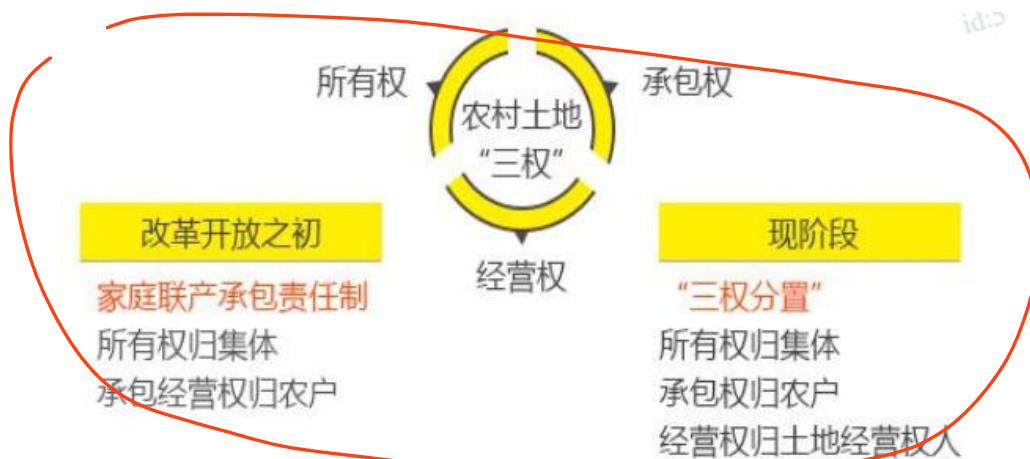 id:5
所有权
承包权
农村土地
“三权”
经营权
改革开放之初
家庭联产承包责任制
所有权归集体
承包经营权归农户
现阶段
“三权分置”
所有权归集体
承包权归农户
经营权归土地经营权人